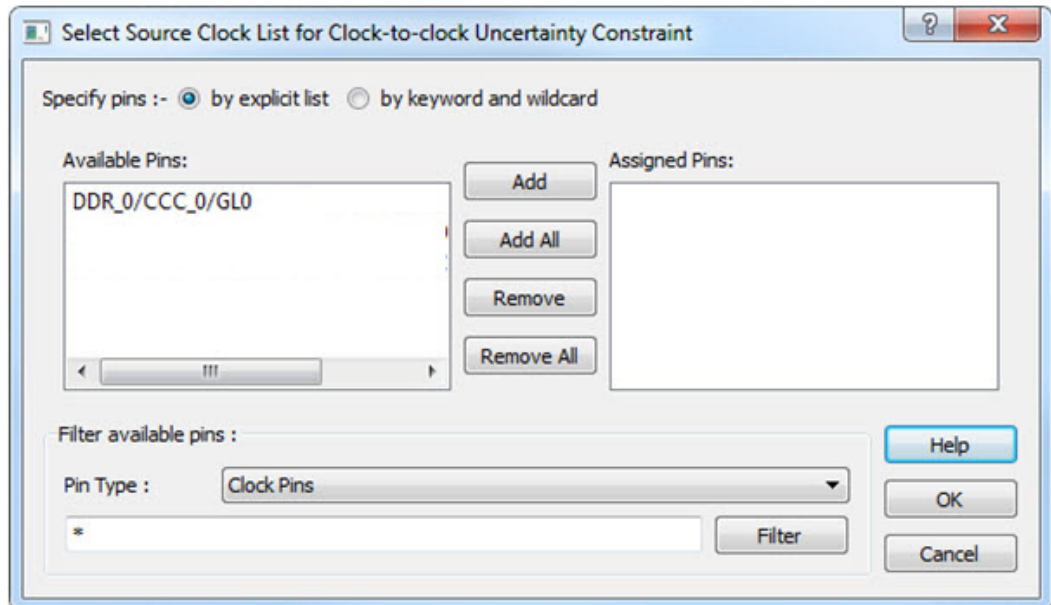 Select Source Clock List for Clock-to-clock Uncertainty Constraint
Specify pins :- by explicit list by keyword and wildcard
Available Pins:
Assigned Pins:
DDR_0/CCC_0/GL0
Add
Add All
Remove
Remove All
Filter available pins :
Pin Type :
Clock Pins
*
Filter
Help
OK
Cancel